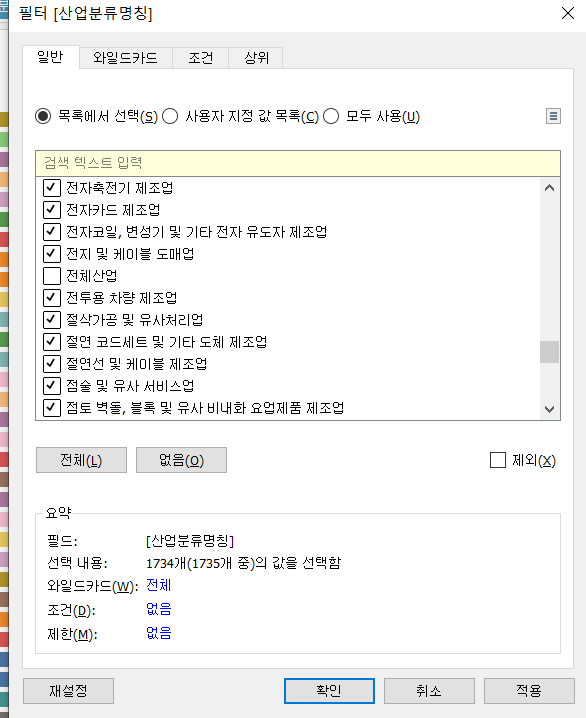 필터 [산업분류명칭]
일반 와일드카드 조건 상위
목록에서 선택(S) 사용자 지정 값 목록(C) 모두 사용(U)
검색 텍스트 입력
전자축전기 제조업
전자카드 제조업
전자코일, 변성기 및 기타 전자 유도자 제조업
전지 및 케이블 도매업
전체산업
전투용 차량 제조업
절삭가공 및 유사처리업
절연 코드세트 및 기타 도체 제조업
절연선 및 케이블 제조업
점술 및 유사 서비스업
점토 벽돌, 블록 및 유사 비내화 요업제품 제조업
전체(L) 없음(O) 제외(X)
요약
필드: [산업분류명칭]
선택 내용: 1734개(1735개 중)의 값을 선택함
와일드카드(W): 전체
조건(D): 없음
제한(M): 없음
재설정 확인 취소 적용